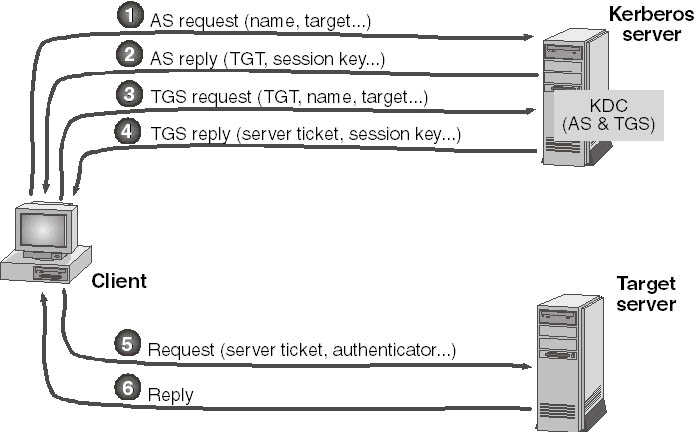 1 AS request (name, target...)
Kerberos
server
2 AS reply (TGT, session key...)
3 TGS request (TGT, name, target...)
KDC
(AS & TGS)
4 TGS reply (server ticket, session key...)
Client
Target
server
5 Request (server ticket, authenticator...)
6 Reply